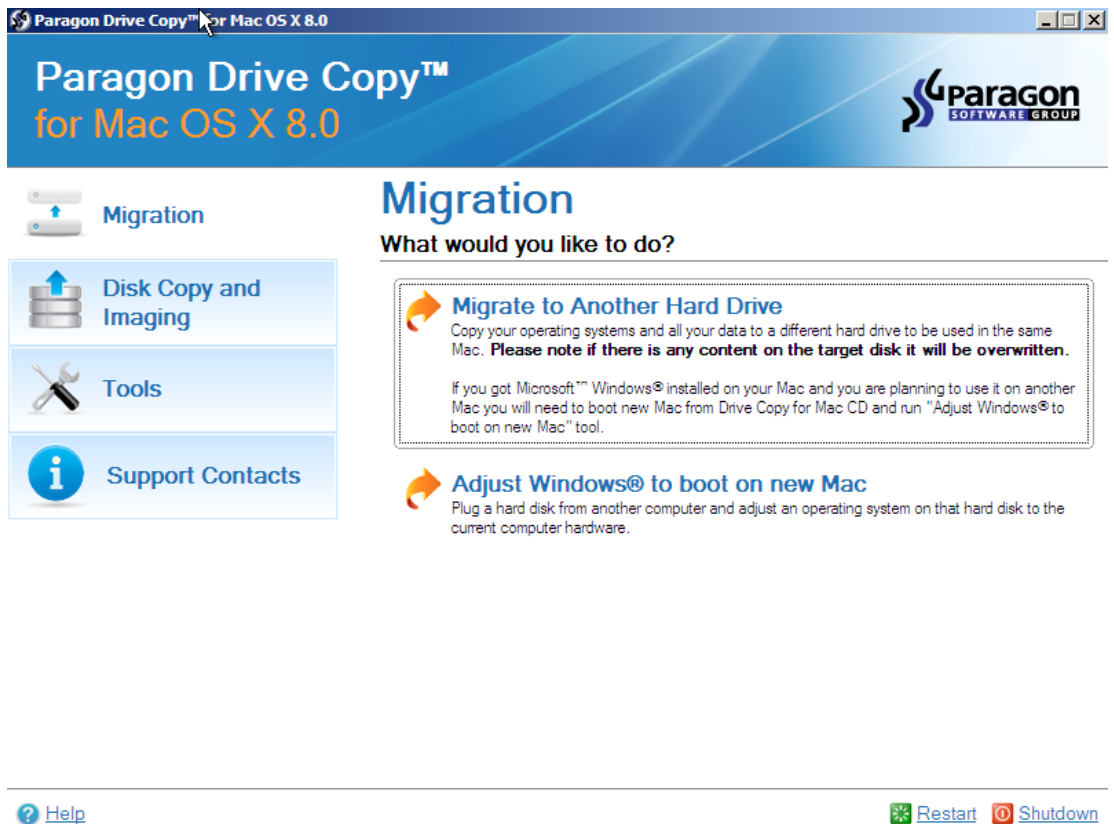 Paragon Drive Copy™ for Mac OS X 8.0
Paragon Drive Copy™
for Mac OS X 8.0
Paragon
SOFTWARE GROUP
Migration
Disk Copy and
Imaging
Tools
Support Contacts
Migration
What would you like to do?
Migrate to Another Hard Drive
Copy your operating systems and all your data to a different hard drive to be used in the same
Mac. Please note if there is any content on the target disk it will be overwritten.
If you got Microsoft™ Windows® installed on your Mac and you are planning to use it on another
Mac you will need to boot new Mac from Drive Copy for Mac CD and run "Adjust Windows® to
boot on new Mac" tool.
Adjust Windows® to boot on new Mac
Plug a hard disk from another computer and adjust an operating system on that hard disk to the
current computer hardware.
Help
Restart
Shutdown